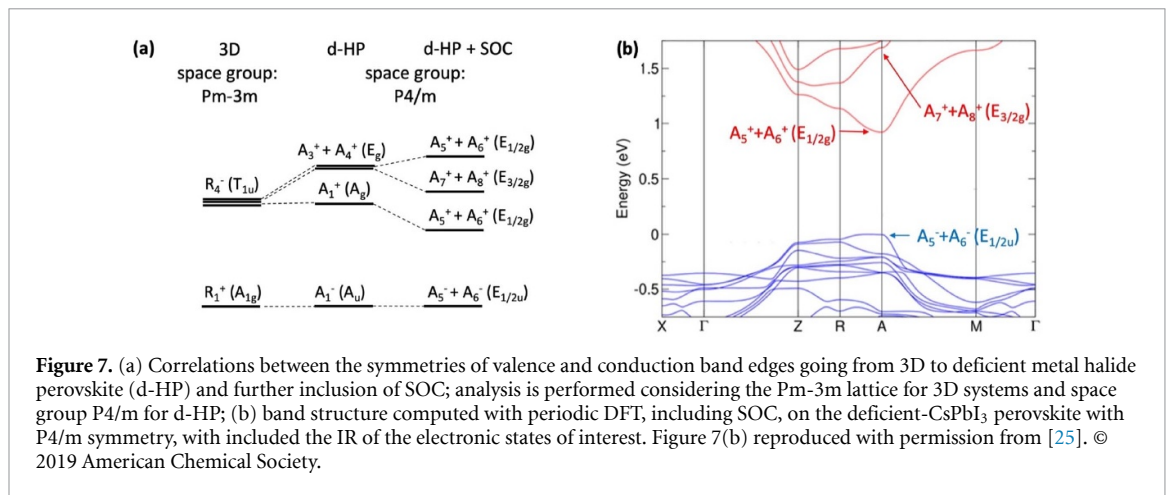 (a)
3D
space group:
Pm-3m
d-HP
d-HP + SOC
space group:
P4/m
R₄⁻ (T₁ᵤ)
A₃⁺ + A₄⁺ (E_g)
A₁⁺ (A_g)
A₅⁺ + A₆⁺ (E₁/₂g)
A₇⁺ + A₈⁺ (E₃/₂g)
A₅⁺ + A₆⁺ (E₁/₂g)
R₁⁺ (A₁g)
A₁⁻ (Aᵤ)
A₅⁻ + A₆⁻ (E₁/₂ᵤ)
(b)
Energy (eV)
1.5
1
0.5
0
-0.5
A₇⁺+A₈⁺ (E₃/₂g)
A₅⁺+A₆⁺ (E₁/₂g)
A₅⁻+A₆⁻ (E₁/₂ᵤ)
X Γ Z R A M Γ
Figure 7. (a) Correlations between the symmetries of valence and conduction band edges going from 3D to deficient metal halide
perovskite (d-HP) and further inclusion of SOC; analysis is performed considering the Pm-3m lattice for 3D systems and space
group P4/m for d-HP; (b) band structure computed with periodic DFT, including SOC, on the deficient-CsPbI₃ perovskite with
P4/m symmetry, with included the IR of the electronic states of interest. Figure 7(b) reproduced with permission from [25]. ©
2019 American Chemical Society.